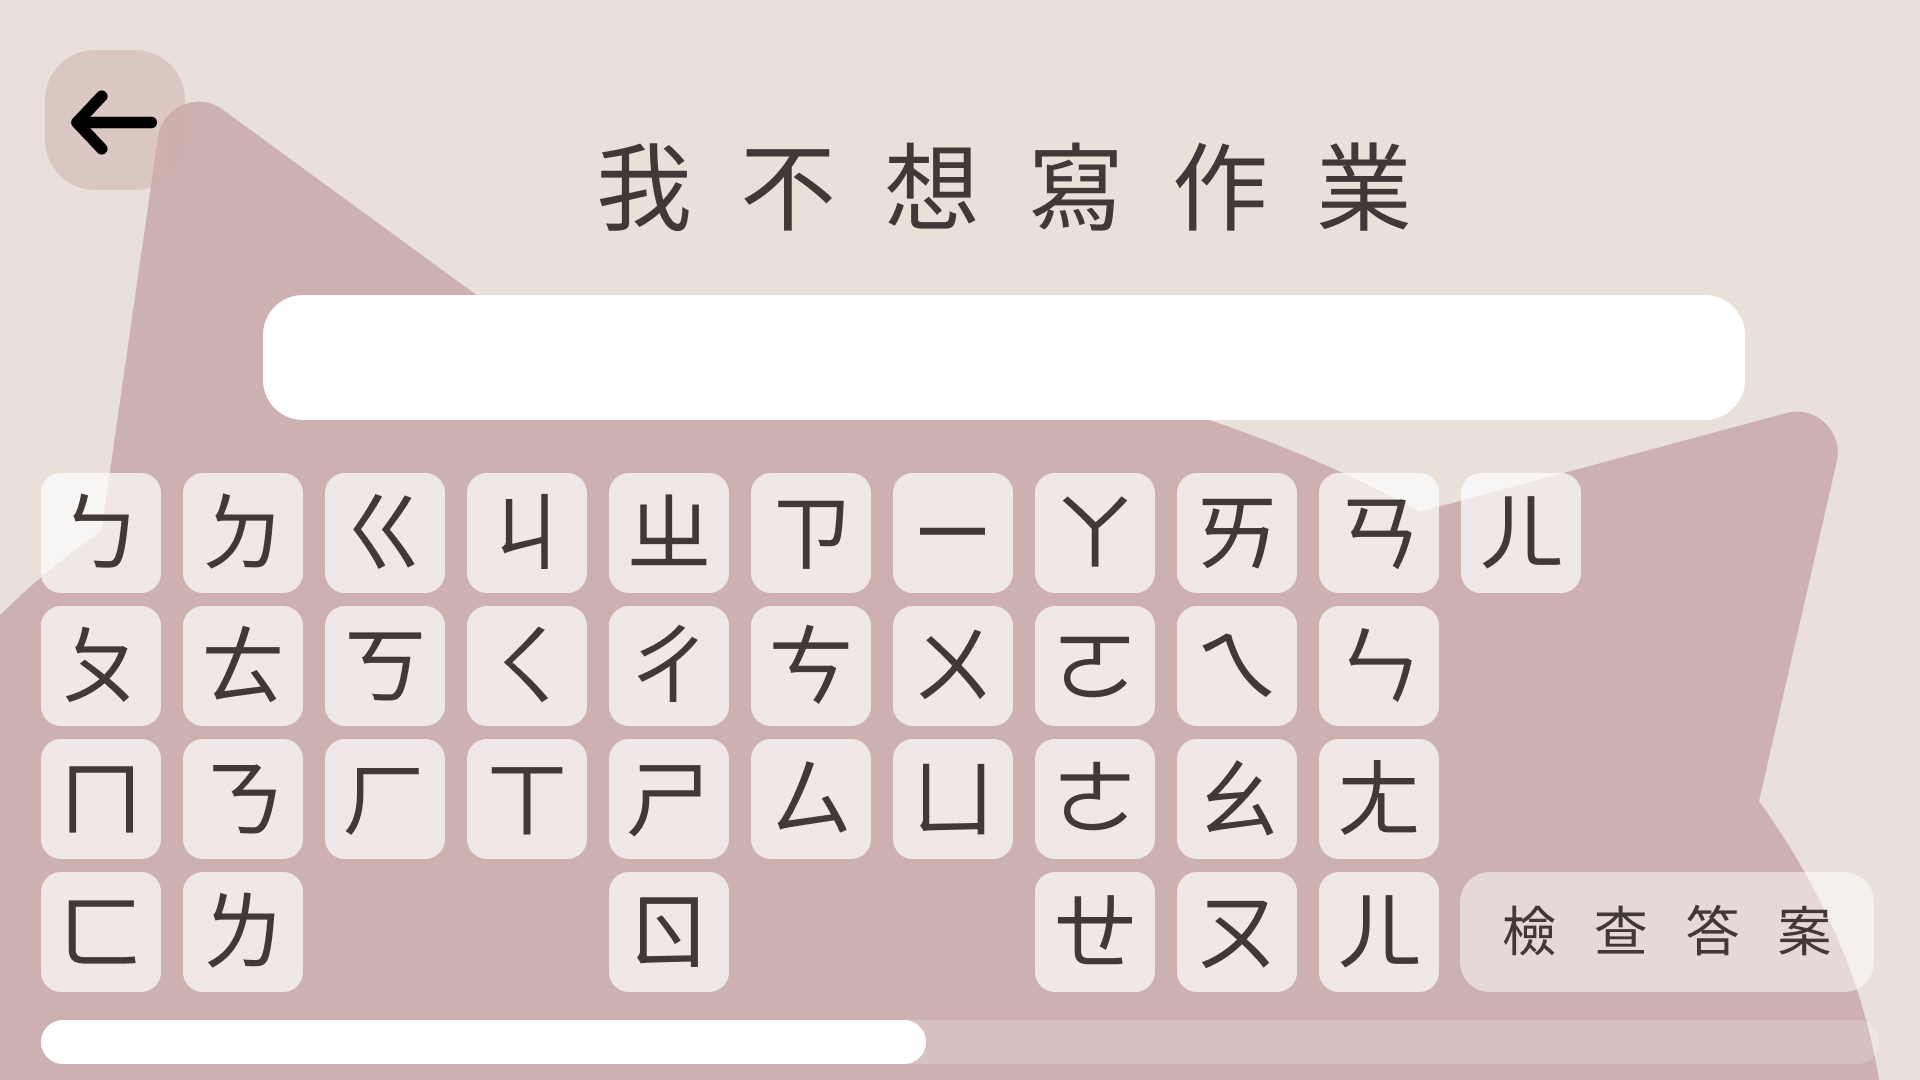 我不想寫作業
ㄅ ㄉ ㄍ ㄐ ㄓ ㄗ ㄧ ㄚ ㄞ ㄢ ㄦ
ㄆ ㄊ ㄎ ㄑ ㄔ ㄘ ㄨ ㄛ ㄟ ㄣ
ㄇ ㄋ ㄏ ㄒ ㄕ ㄙ ㄩ ㄜ ㄠ ㄤ
ㄈ ㄌ ㄖ ㄝ ㄡ ㄦ 檢查答案